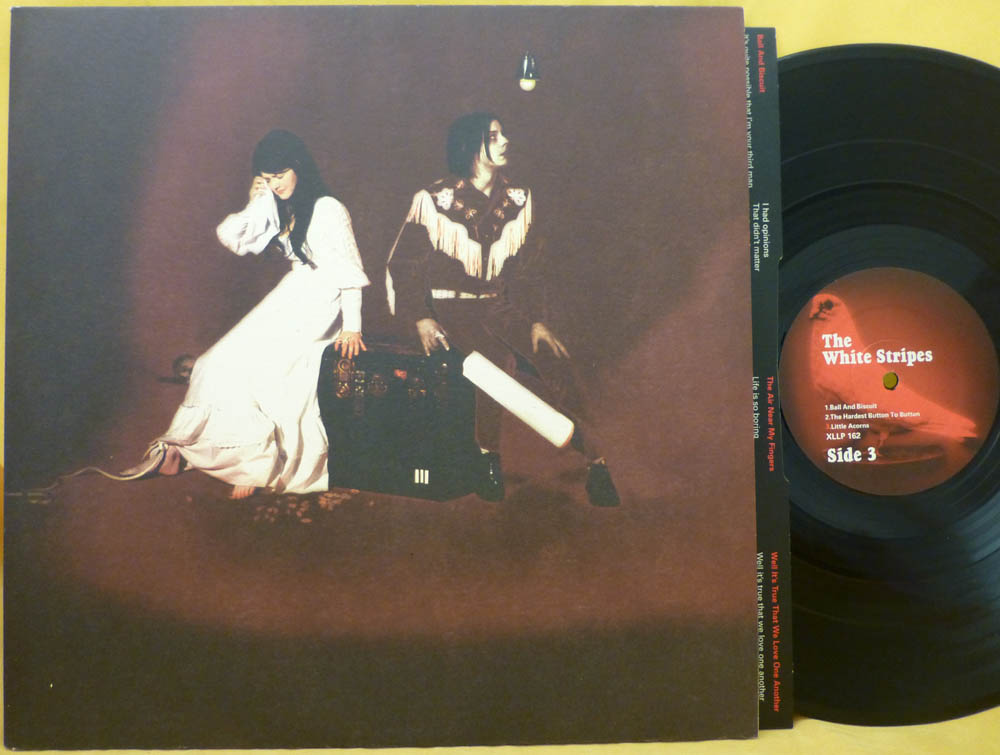 Ball And Biscuit
It's quite possible that I'm your third man
I had opinions
That didn't matter
The Air Near My Fingers
Life is so boring
Well It's True That We Love One Another
Well it's true that we love one another
III
The
White Stripes
1.Ball And Biscuit
2.The Hardest Button To Button
3.Little Acorns
XLLP 162
Side 3